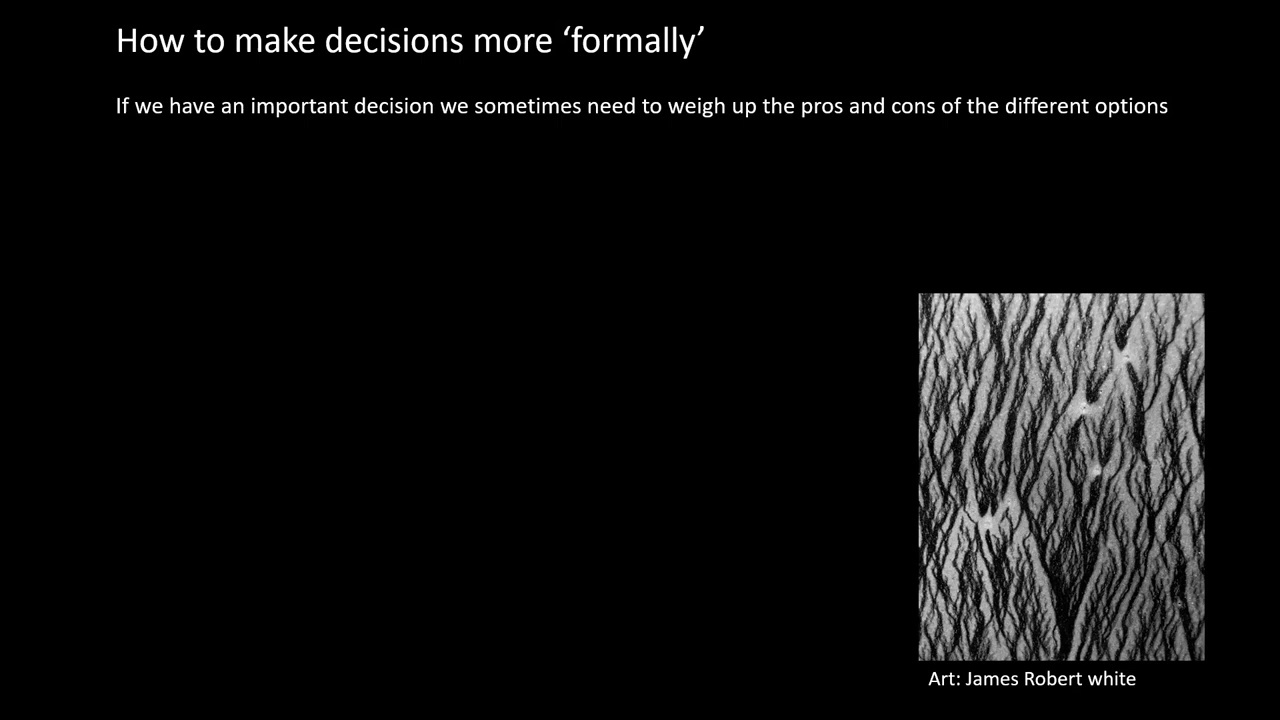 How to make decisions more ‘formally’
If we have an important decision we sometimes need to weigh up the pros and cons of the different options
Art: James Robert white